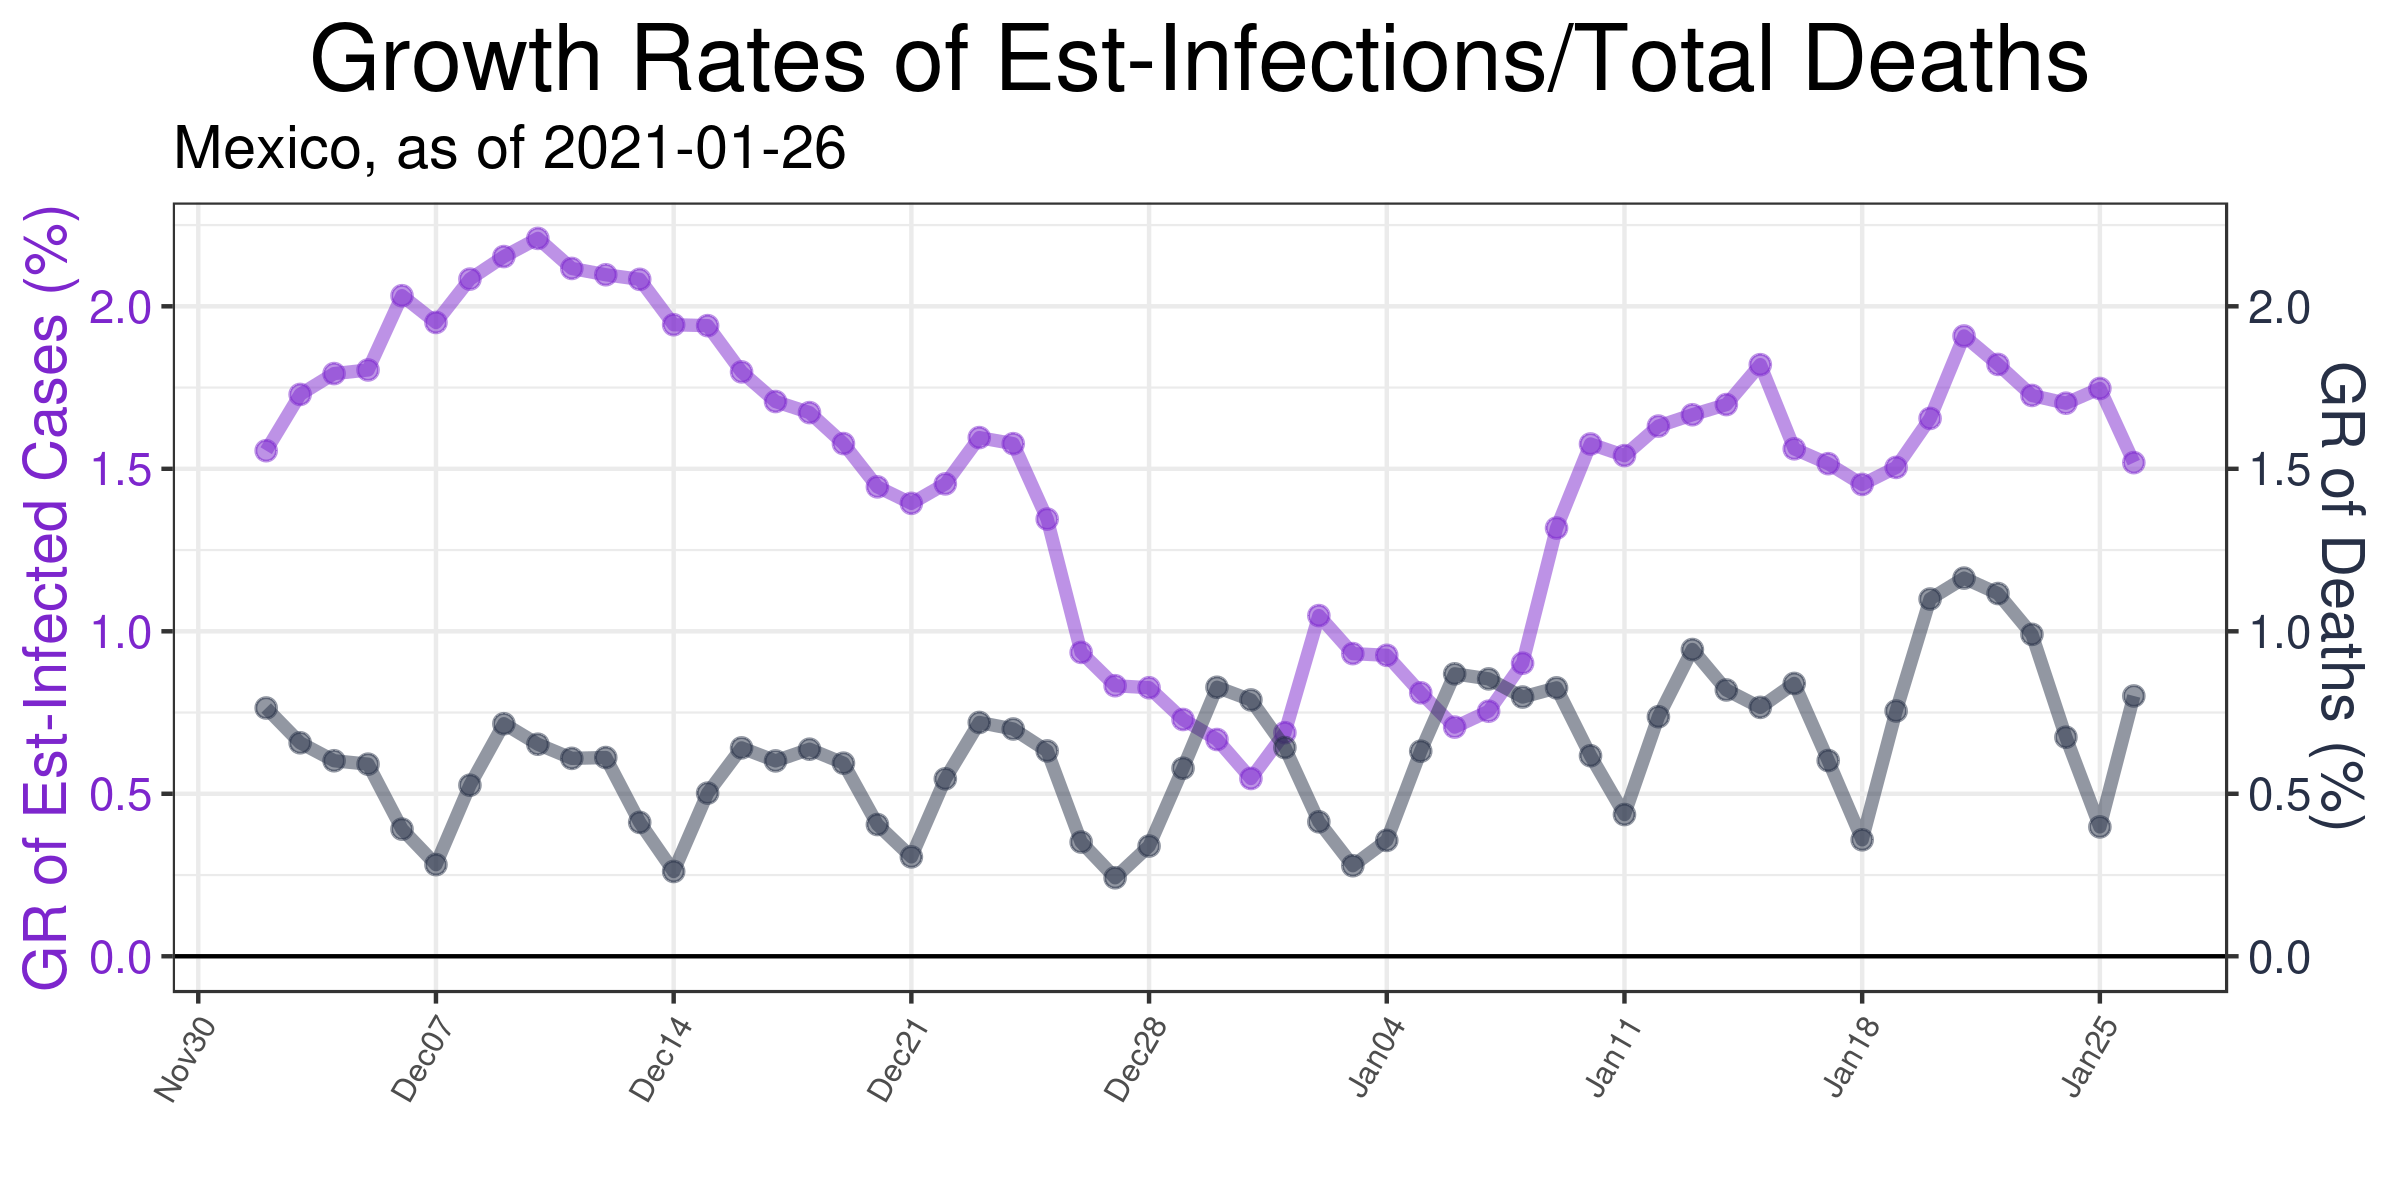 Growth Rates of Est-Infections/Total Deaths
Mexico, as of 2021-01-26
GR of Est-Infected Cases (%)
2.0
1.5
1.0
0.5
0.0
2.0
1.5
1.0
0.5
0.0
GR of Deaths (%)
Nov30
Dec07
Dec14
Dec21
Dec28
Jan04
Jan11
Jan18
Jan25